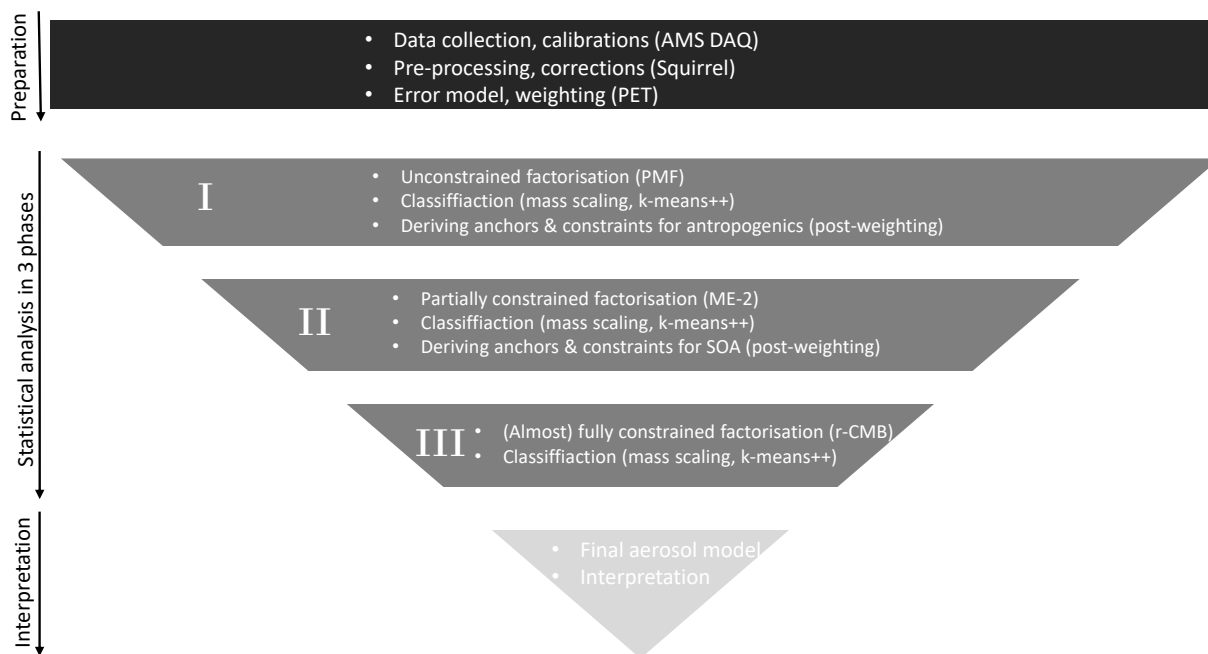 Preparation
• Data collection, calibrations (AMS DAQ)
• Pre-processing, corrections (Squirrel)
• Error model, weighting (PET)
Statistical analysis in 3 phases
I
• Unconstrained factorisation (PMF)
• Classiffiaction (mass scaling, k-means++)
• Deriving anchors & constraints for antropogenics (post-weighting)
II
• Partially constrained factorisation (ME-2)
• Classiffiaction (mass scaling, k-means++)
• Deriving anchors & constraints for SOA (post-weighting)
III
• (Almost) fully constrained factorisation (r-CMB)
• Classiffiaction (mass scaling, k-means++)
Interpretation
• Final aerosol model
• Interpretation